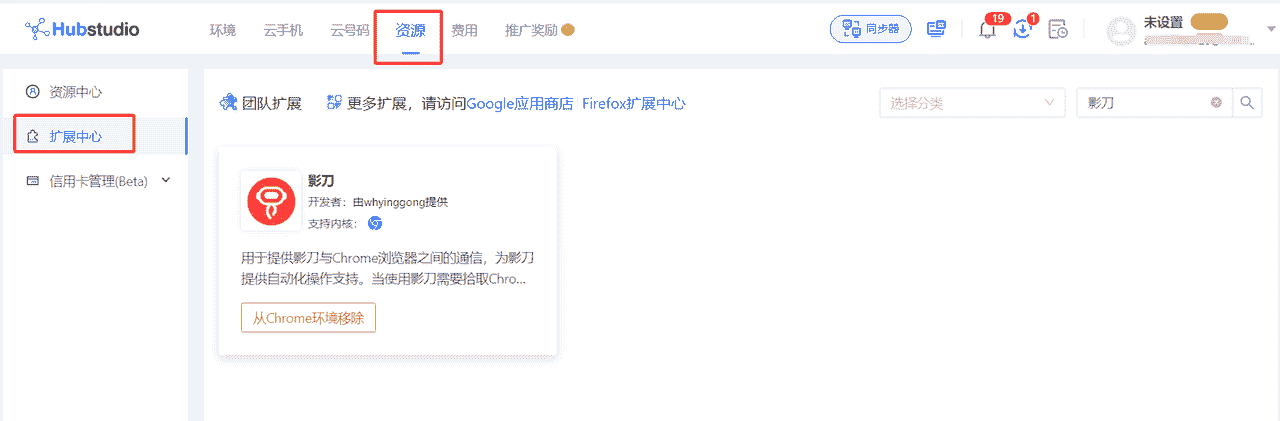 Hubstudio
环境 云手机 云号码 资源 费用 推广奖励
同步器
19
1
未设置
资源中心
扩展中心
信用卡管理(Beta)
团队扩展 更多扩展，请访问Google应用商店 Firefox扩展中心
选择分类
影刀
影刀
开发者：由whyinggong提供
支持内核：
用于提供影刀与Chrome浏览器之间的通信，为影刀
提供自动化操作支持。当使用影刀需要拾取Chro...
从Chrome环境移除